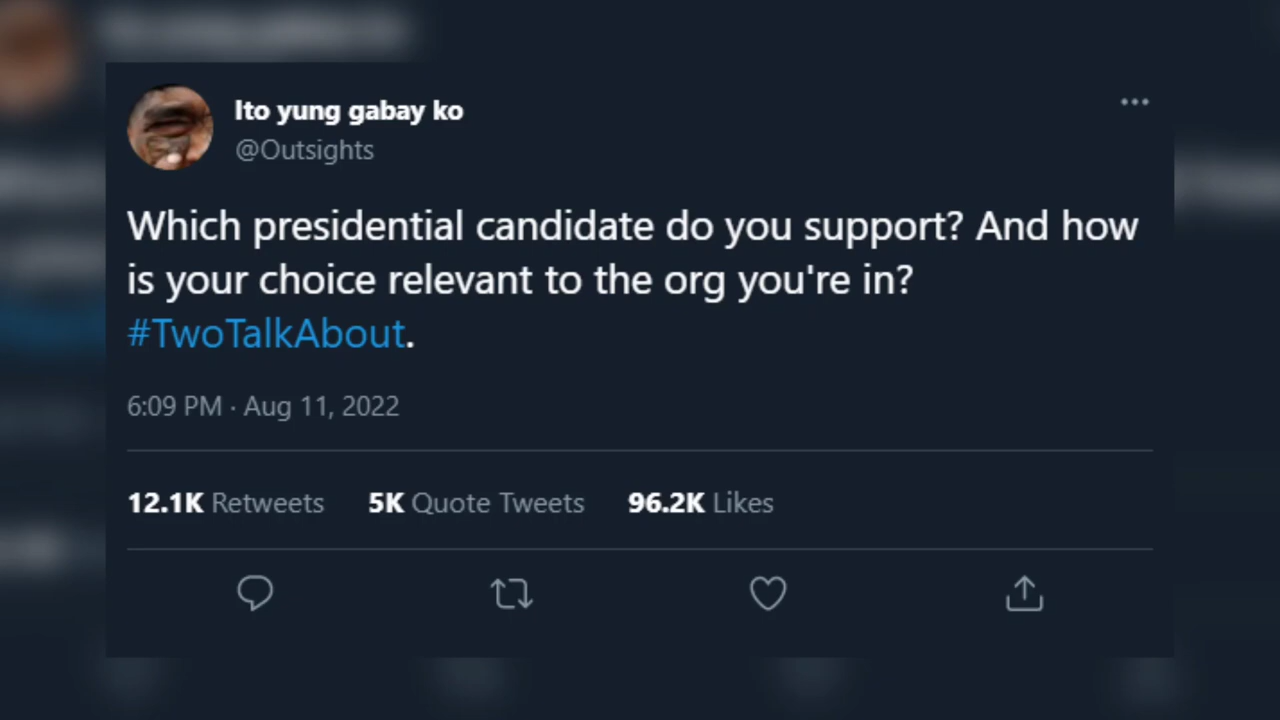 Ito yung gabay ko
@Outsights
Which presidential candidate do you support? And how
is your choice relevant to the org you're in?
#TwoTalkAbout.
6:09 PM · Aug 11, 2022
12.1K Retweets 5K Quote Tweets 96.2K Likes